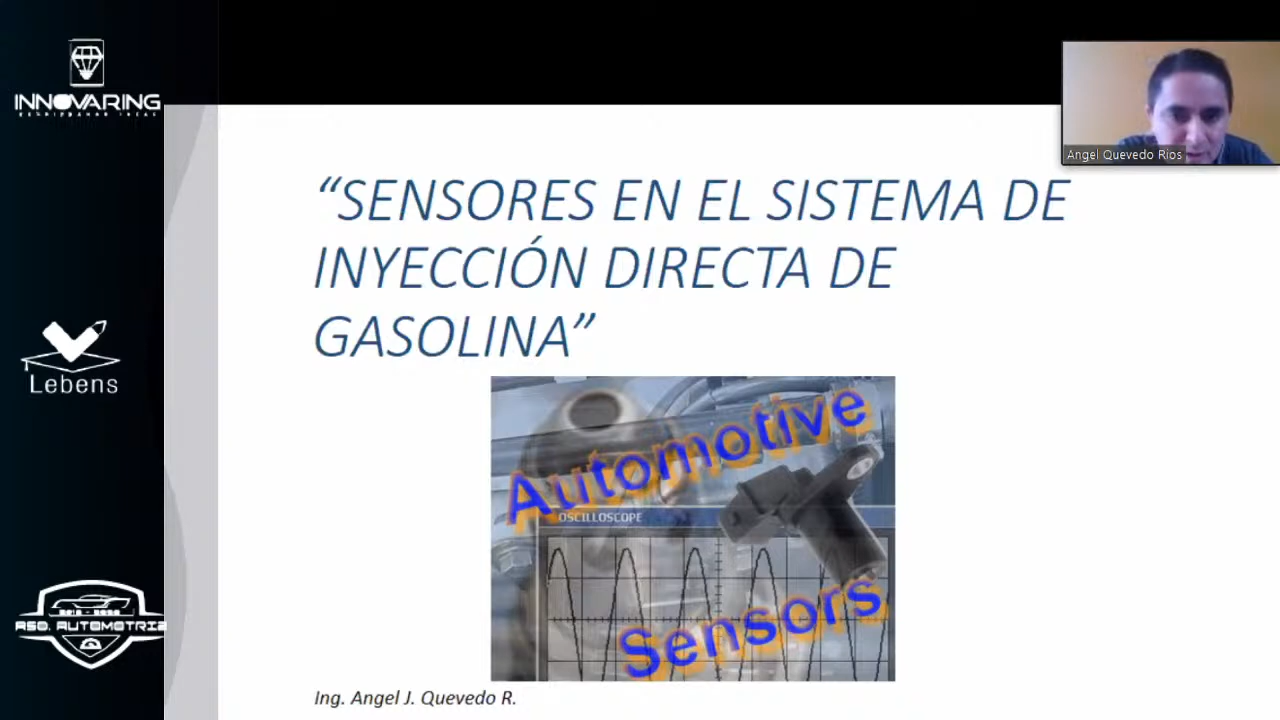 INNOVARING
Angel Quevedo Rios
“SENSORES EN EL SISTEMA DE
INYECCIÓN DIRECTA DE
GASOLINA”
Lebens
Automotive
OSCILLOSCOPE
Sensors
ASO. AUTOMOTRIZ
Ing. Angel J. Quevedo R.